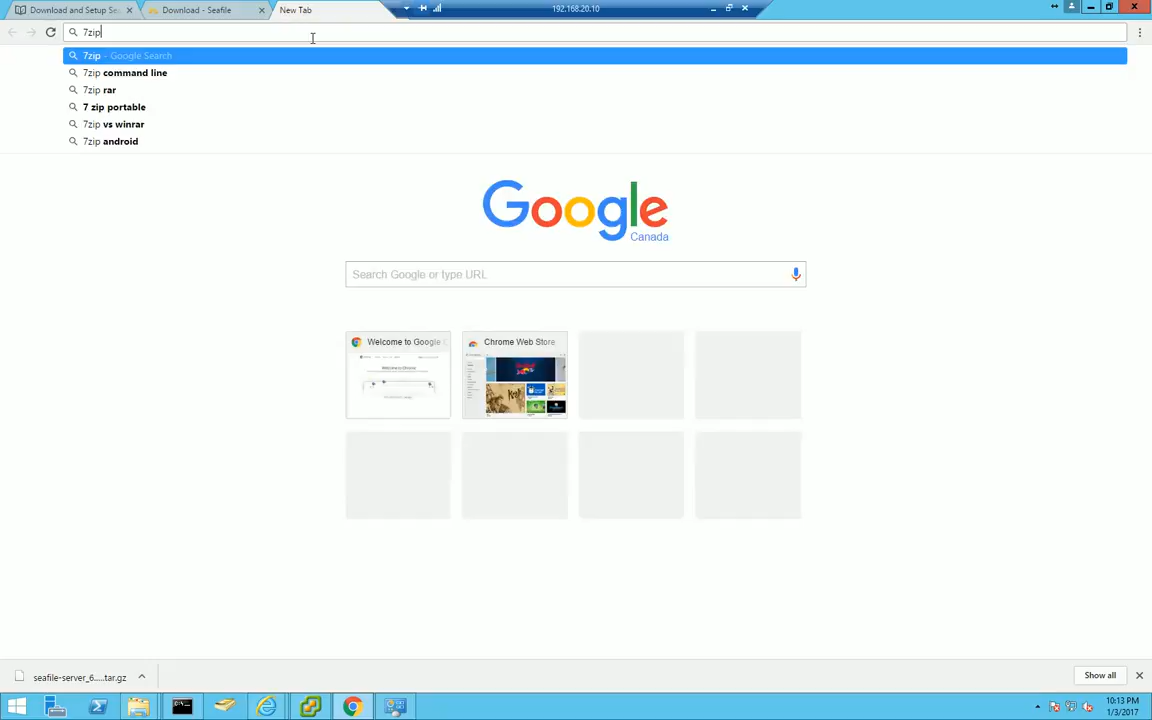 Download and Setup Se
Download - Seafile
New Tab
192.168.20.10
7zip
7zip - Google Search
7zip command line
7zip rar
7 zip portable
7zip vs winrar
7zip android
Google
Canada
Search Google or type URL
Welcome to Google
Chrome Web Store
seafile-server_6.....tar.gz
Show all
10:13 PM
1/3/2017